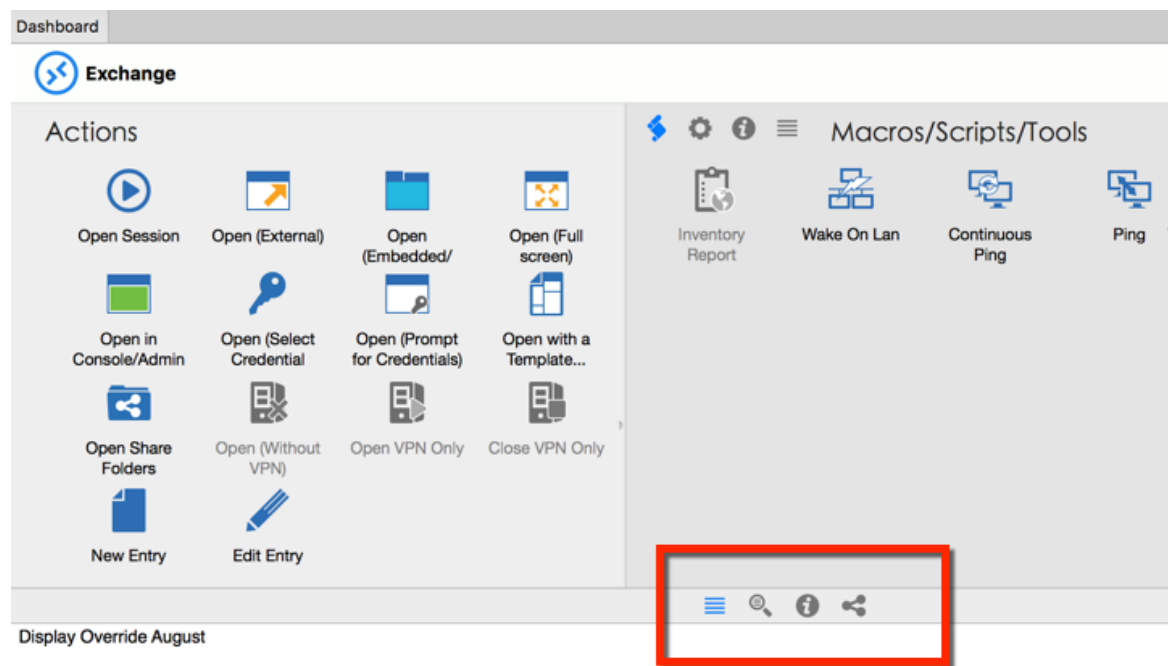 Dashboard
Exchange
Actions
Macros/Scripts/Tools
Open Session
Open (External)
Open
(Embedded/
Open (Full
screen)
Inventory
Report
Wake On Lan
Continuous
Ping
Ping
Open in
Console/Admin
Open (Select
Credential
Open (Prompt
for Credentials)
Open with a
Template...
Open Share
Folders
Open (Without
VPN)
Open VPN Only
Close VPN Only
New Entry
Edit Entry
Display Override August